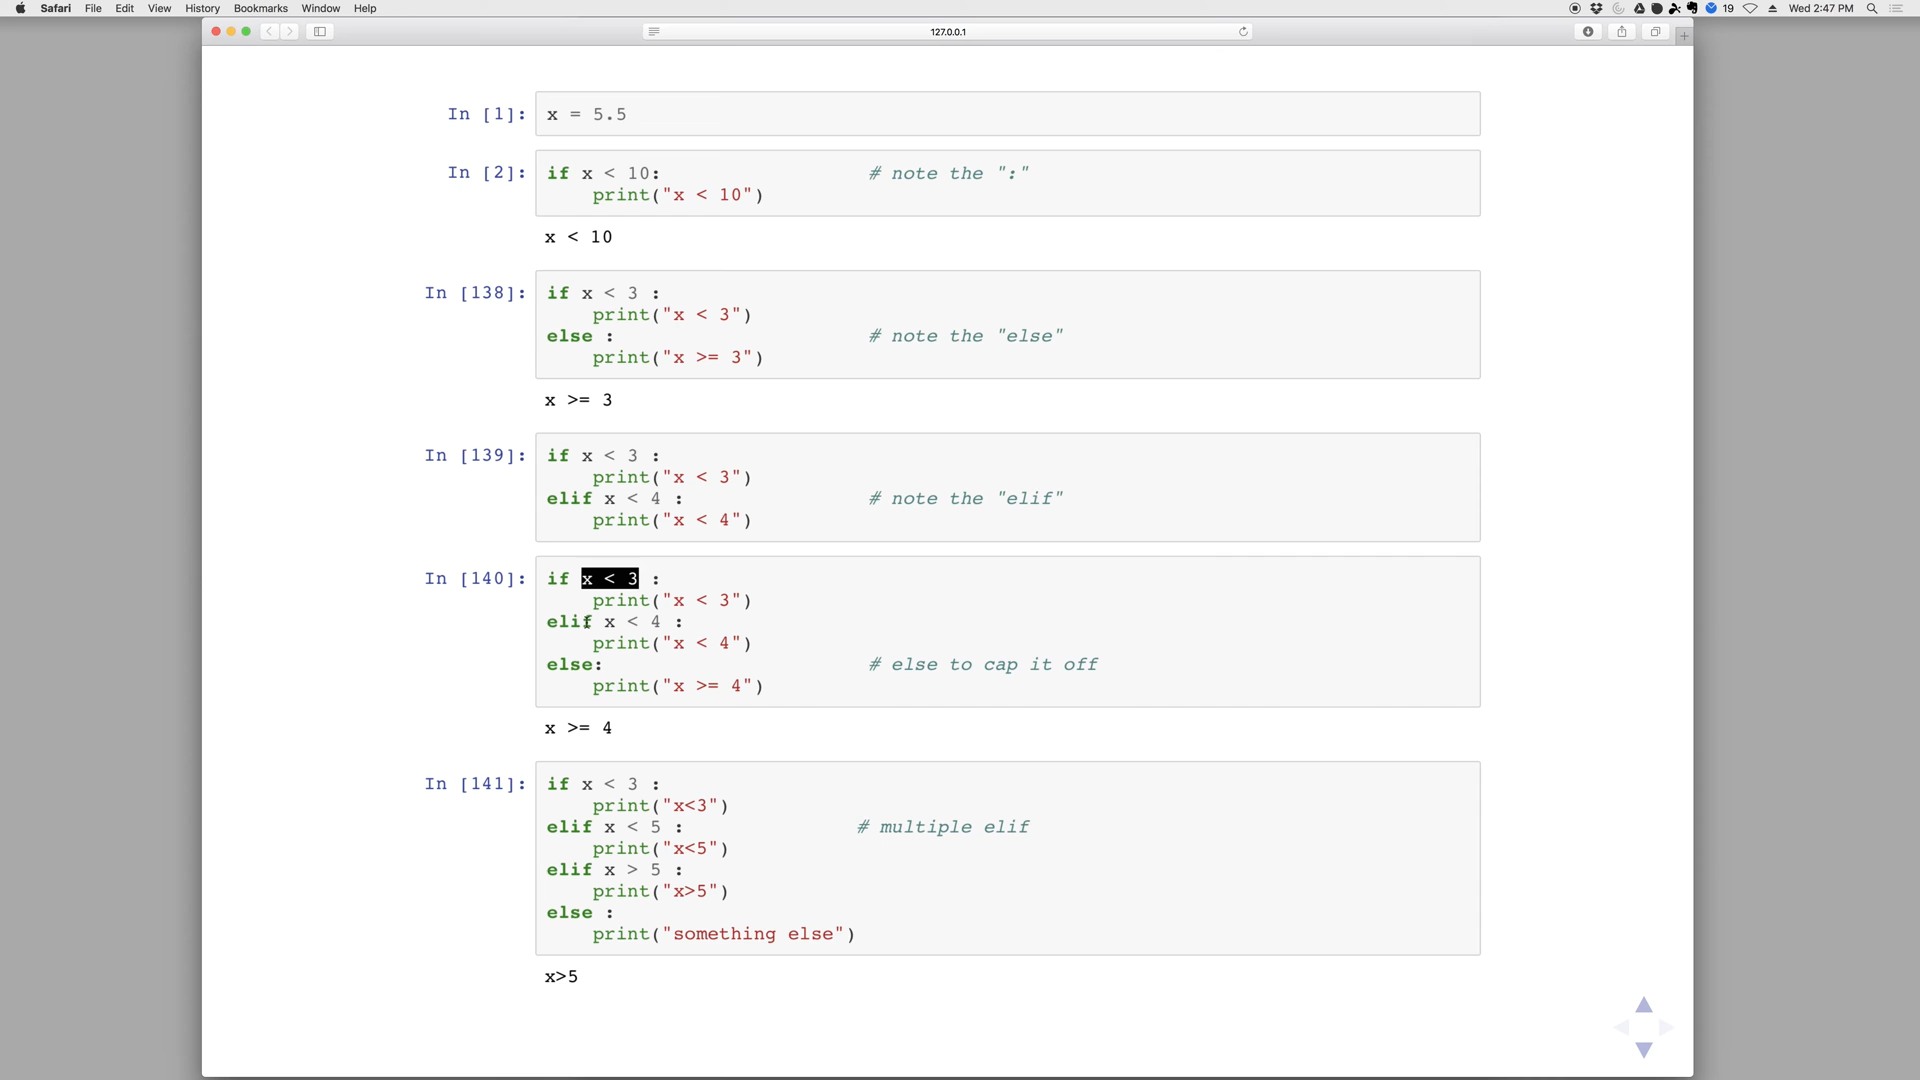 Safari File Edit View History Bookmarks Window Help 19 Wed 2:47 PM
127.0.0.1
In [1]: x = 5.5
In [2]: if x < 10: # note the ":"
print("x < 10")
x < 10
In [138]: if x < 3 :
print("x < 3")
else : # note the "else"
print("x >= 3")
x >= 3
In [139]: if x < 3 :
print("x < 3")
elif x < 4 : # note the "elif"
print("x < 4")
In [140]: if x < 3 :
print("x < 3")
elif x < 4 :
print("x < 4")
else: # else to cap it off
print("x >= 4")
x >= 4
In [141]: if x < 3 :
print("x<3")
elif x < 5 : # multiple elif
print("x<5")
elif x > 5 :
print("x>5")
else :
print("something else")
x>5